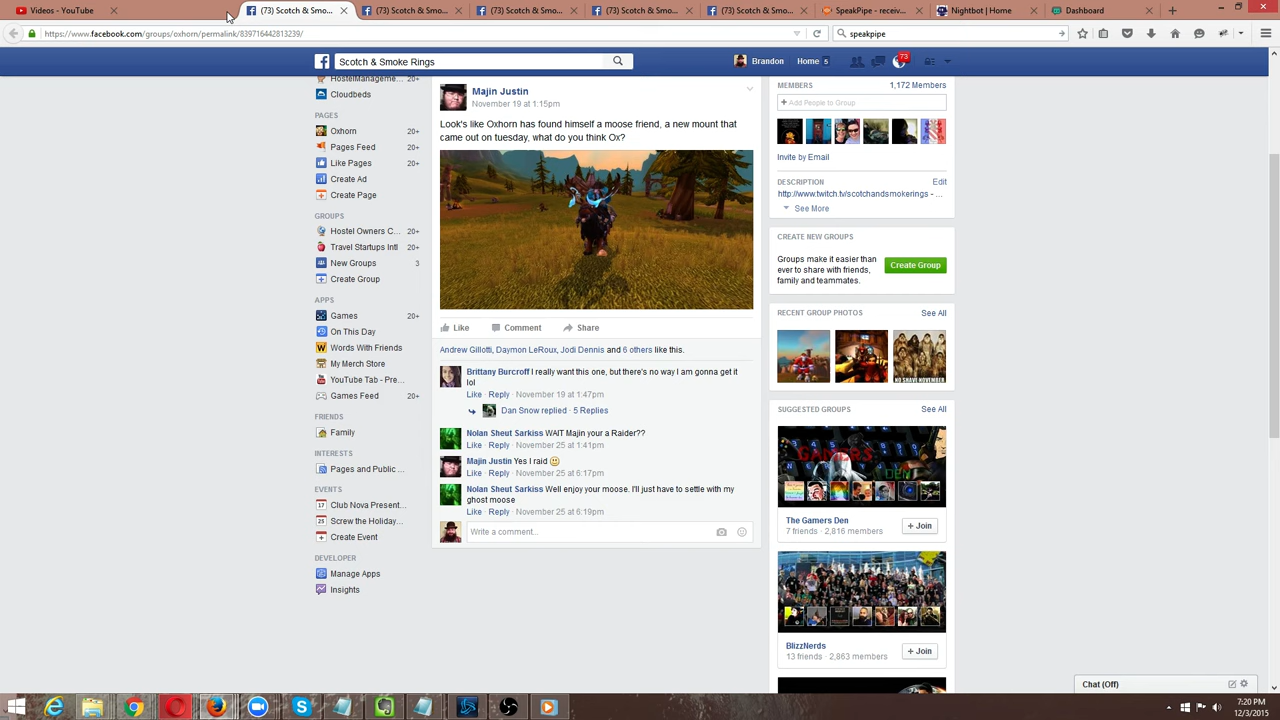 Videos - YouTube
(73) Scotch & Smo...
(73) Scotch & Smo...
(73) Scotch & Smo...
(73) Scotch & Smo...
(73) Scotch & Smo...
SpeakPipe - receive ...
Nightbot | Home
Dashboard
https://www.facebook.com/groups/oxhorn/permalink/839716442813239/
speakpipe
Scotch & Smoke Rings
Brandon
Home 5
73
HostelManageme... 20+
Cloudbeds
PAGES
Oxhorn 20+
Pages Feed 20+
Like Pages 20+
Create Ad
Create Page
GROUPS
Hostel Owners C... 20+
Travel Startups Intl 20+
New Groups 3
Create Group
APPS
Games 20+
On This Day
Words With Friends
My Merch Store
YouTube Tab - Pre...
Games Feed 20+
FRIENDS
Family
INTERESTS
Pages and Public ...
EVENTS
17 Club Nova Present...
Screw the Holiday...
Create Event
DEVELOPER
Manage Apps
Insights
Majin Justin
November 19 at 1:15pm
Look's like Oxhorn has found himself a moose friend, a new mount that
came out on tuesday, what do you think Ox?
Like Comment Share
Andrew Gillotti, Daymon LeRoux, Jodi Dennis and 6 others like this.
Brittany Burcroff I really want this one, but there's no way I am gonna get it
lol
Like · Reply · November 19 at 1:47pm
Dan Snow replied · 5 Replies
Nolan Sheut Sarkiss WAIT Majin your a Raider??
Like · Reply · November 25 at 1:41pm
Majin Justin Yes I raid
Like · Reply · November 25 at 6:17pm
Nolan Sheut Sarkiss Well enjoy your moose. I'll just have to settle with my
ghost moose
Like · Reply · November 25 at 6:19pm
Write a comment...
MEMBERS 1,172 Members
+ Add People to Group
Invite by Email
DESCRIPTION Edit
http://www.twitch.tv/scotchandsmokerings - ...
See More
CREATE NEW GROUPS
Groups make it easier than
ever to share with friends,
family and teammates.
Create Group
RECENT GROUP PHOTOS See All
NO SHAVE-NOVEMBER
SUGGESTED GROUPS See All
GAMERS
DEN
The Gamers Den
7 friends · 2,816 members
+ Join
BlizzNerds
13 friends · 2,863 members
+ Join
Chat (Off)
7:20 PM
12/3/2015